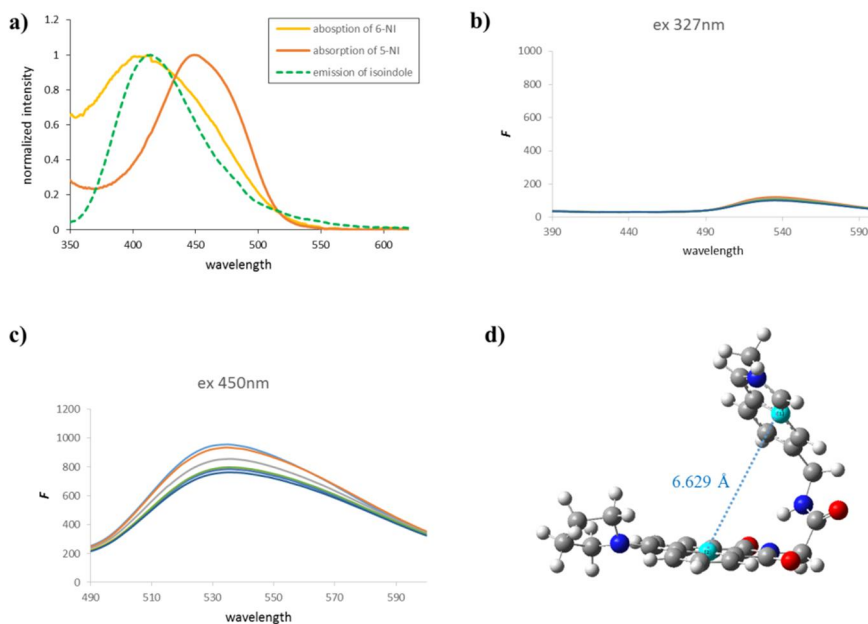 a)
1.2
1
0.8
0.6
0.4
0.2
0
normalized intensity
350 400 450 500 550 600
wavelength
abosption of 6-NI
absorption of 5-NI
emission of isoindole
b)
ex 327nm
1000
800
600
400
200
0
F
390 440 490 540 590
wavelength
c)
ex 450nm
1200
1000
800
600
400
200
0
F
490 510 530 550 570 590
wavelength
d)
6.629 Å